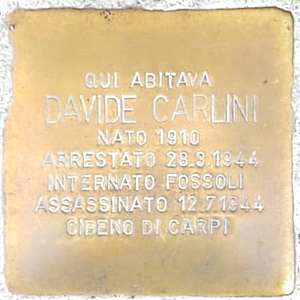 QUI ABITAVA
DAVIDE CARLINI
NATO 1910
ARRESTATO 28.3.1944
INTERNATO FOSSOLI
ASSASSINATO 12.7.1944
CIBENO DI CARPI